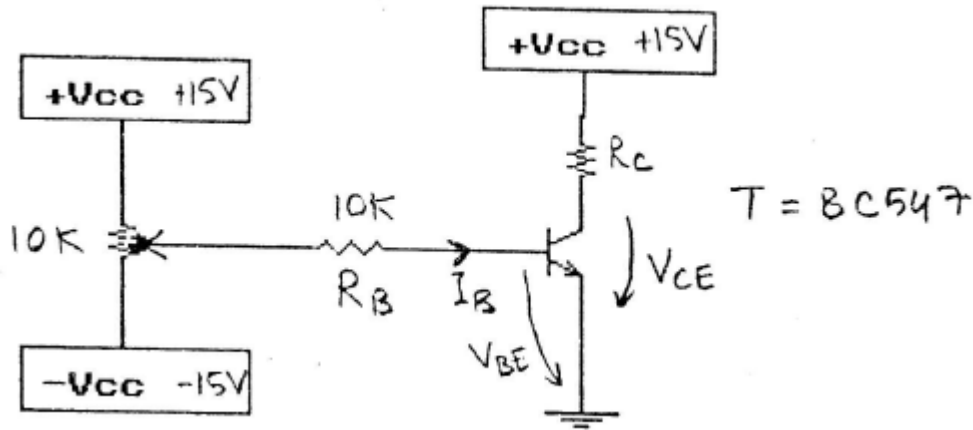 +Vcc +15V
+Vcc +15V
RC
T = BC547
10K
10K
RB
IB
VCE
VBE
-Vcc -15V